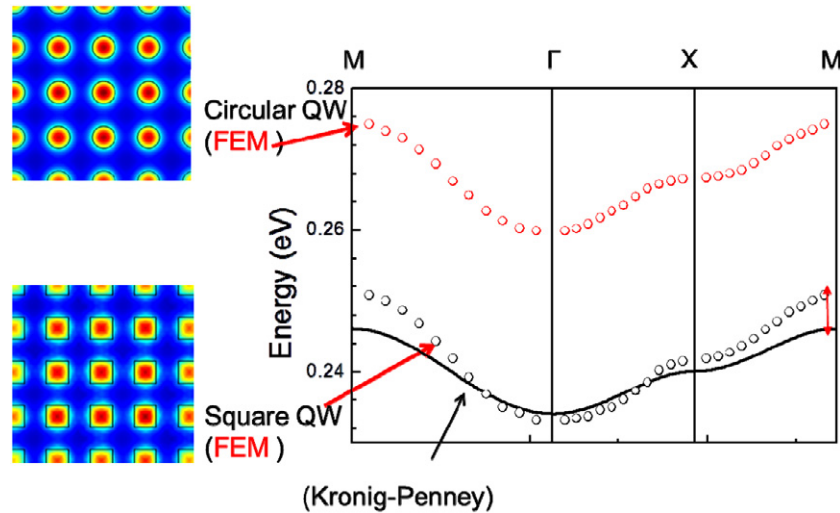 M Γ X M
0.28
Circular QW
(FEM )
0.26
Energy (eV)
0.24
Square QW
(FEM )
(Kronig-Penney)